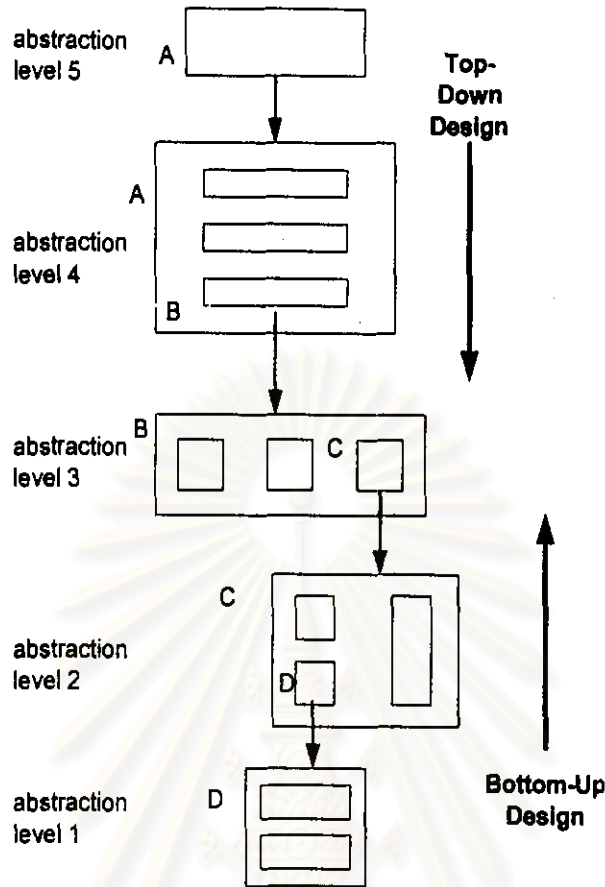 abstraction
level 5
A
Top-
Down
Design
A
abstraction
level 4
B
B
abstraction
level 3
C
C
abstraction
level 2
D
abstraction
level 1
D
Bottom-Up
Design